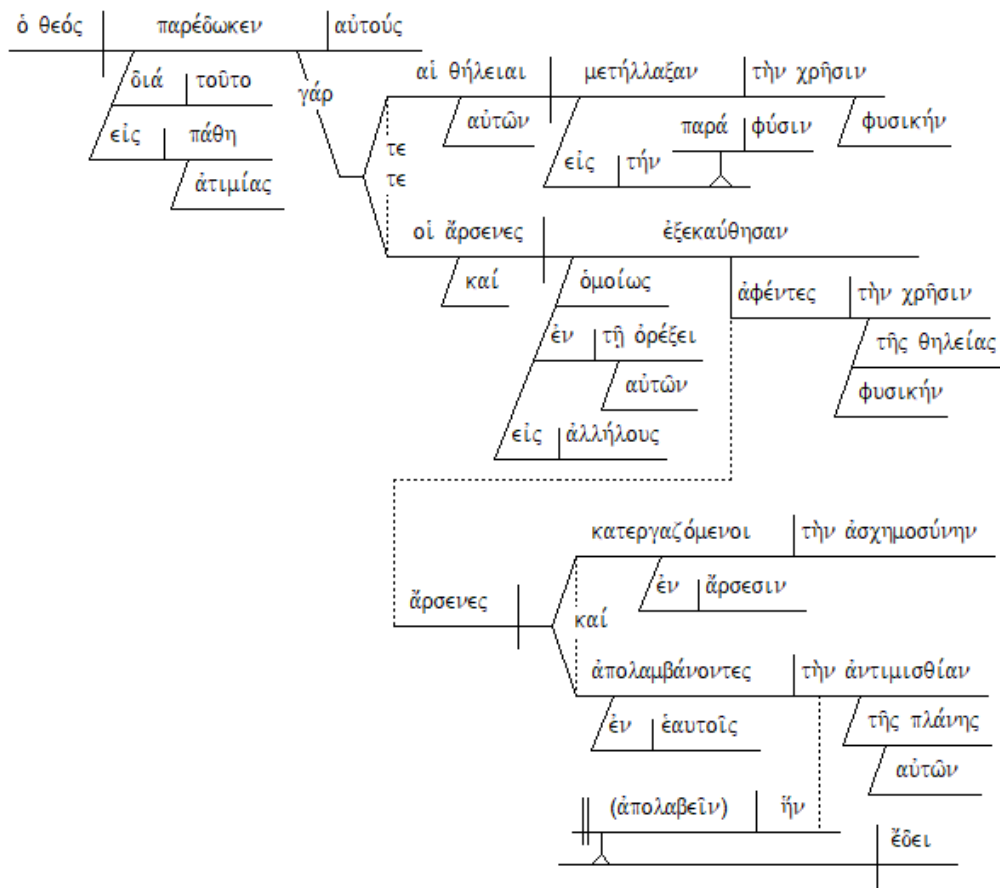 ὁ θεός παρέδωκεν αὐτούς
διά τοῦτο
εἰς πάθη
ἀτιμίας
γάρ
τε
τε
αἱ θήλειαι μετήλλαξαν τὴν χρῆσιν
αὐτῶν
παρά φύσιν
φυσικήν
εἰς τήν
οἱ ἄρσενες ἐξεκαύθησαν
καί
ὁμοίως
ἀφέντες τὴν χρῆσιν
ἐν τῇ ὀρέξει
τῆς θηλείας
αὐτῶν
φυσικήν
εἰς ἀλλήλους
κατεργαζόμενοι τὴν ἀσχημοσύνην
ἐν ἄρσεσιν
ἄρσενες
καί
ἀπολαμβάνοντες τὴν ἀντιμισθίαν
ἐν ἑαυτοῖς
τῆς πλάνης
αὐτῶν
(ἀπολαβεῖν) ἥν
ἔδει